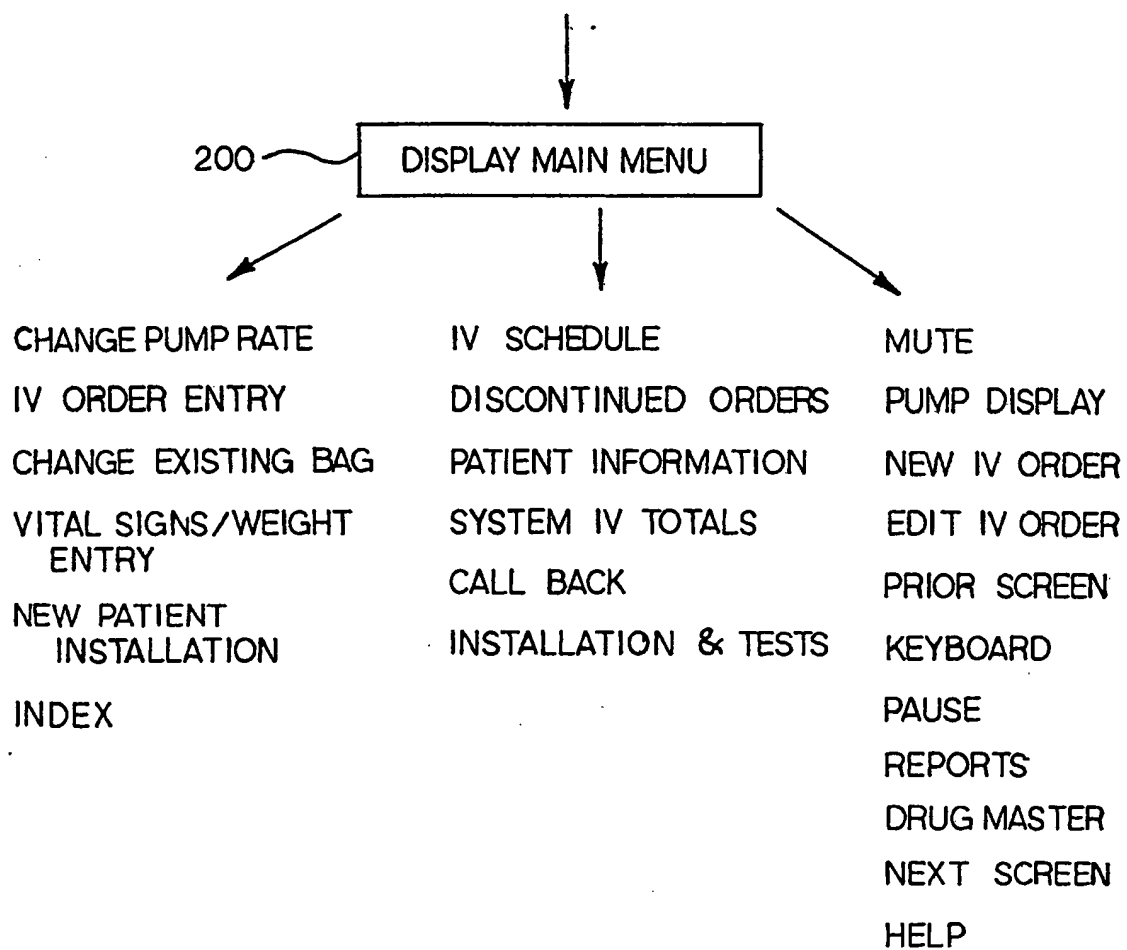 200
DISPLAY MAIN MENU
CHANGE PUMP RATE
IV ORDER ENTRY
CHANGE EXISTING BAG
VITAL SIGNS/WEIGHT
ENTRY
NEW PATIENT
INSTALLATION
INDEX
IV SCHEDULE
DISCONTINUED ORDERS
PATIENT INFORMATION
SYSTEM IV TOTALS
CALL BACK
INSTALLATION & TESTS
MUTE
PUMP DISPLAY
NEW IV ORDER
EDIT IV ORDER
PRIOR SCREEN
KEYBOARD
PAUSE
REPORTS
DRUG MASTER
NEXT SCREEN
HELP